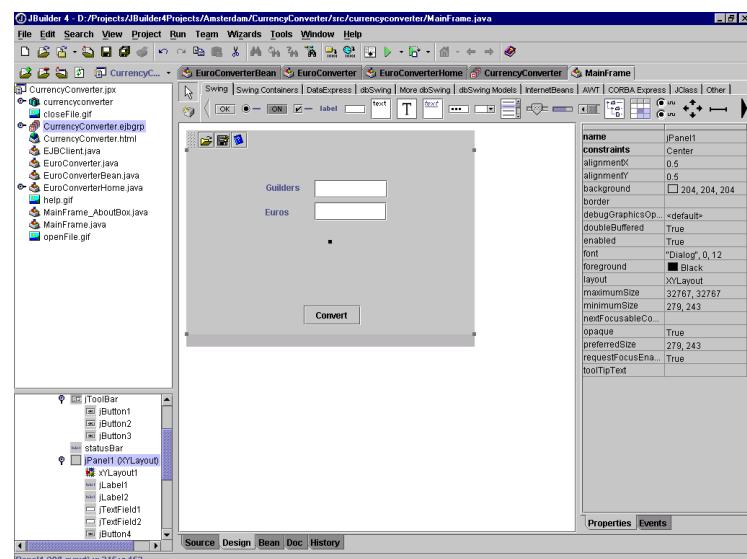 JBuilder 4 - D:/Projects/JBuilder4Projects/Amsterdam/CurrencyConverter/src/currencyconverter/MainFrame.java
File Edit Search View Project Run Team Wizards Tools Window Help
CurrencyC...
EuroConverterBean EuroConverter EuroConverterHome CurrencyConverter MainFrame
CurrencyConverter.jpx
currencyconverter
closeFile.gif
CurrencyConverter.ejbgrp
CurrencyConverter.html
EJBClient.java
EuroConverter.java
EuroConverterBean.java
EuroConverterHome.java
help.gif
MainFrame_AboutBox.java
MainFrame.java
openFile.gif
jToolBar
jButton1
jButton2
jButton3
statusBar
jPanel1 (XYLayout)
xYLayout1
jLabel1
jLabel2
jTextField1
jTextField2
jButton4
Swing Swing Containers DataExpress dbSwing More dbSwing dbSwing Models InternetBeans AWT CORBA Express JClass Other
OK ON label text T text
Guilders
Euros
Convert
name jPanel1
constraints Center
alignmentX 0.5
alignmentY 0.5
background 204, 204, 204
border
debugGraphicsOp... <default>
doubleBuffered True
enabled True
font "Dialog", 0, 12
foreground Black
layout XYLayout
maximumSize 32767, 32767
minimumSize 279, 243
nextFocusableCo...
opaque True
preferredSize 279, 243
requestFocusEna... True
toolTipText
Properties Events
Source Design Bean Doc History